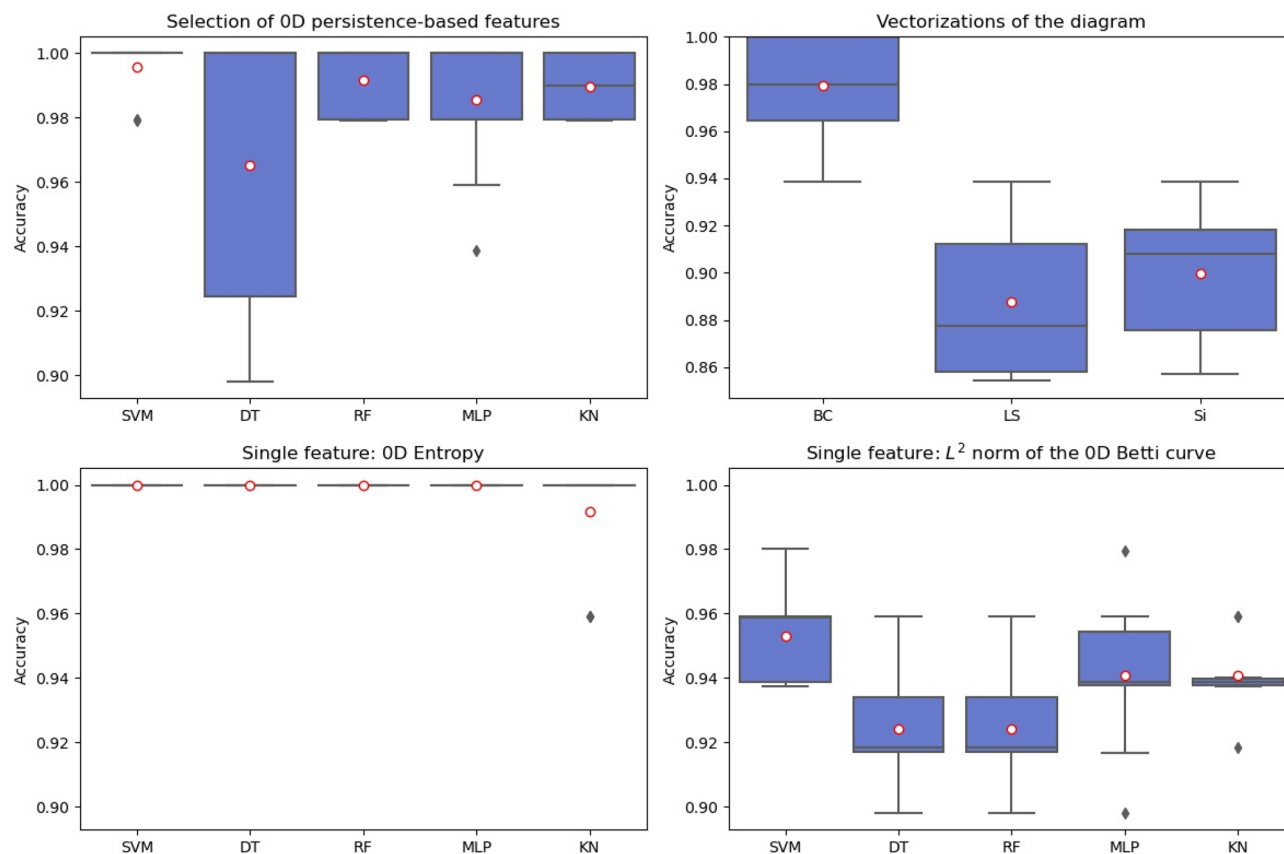 Selection of 0D persistence-based features
1.00
0.98
0.96
0.94
0.92
0.90
Accuracy
SVM DT RF MLP KN
Vectorizations of the diagram
1.00
0.98
0.96
0.94
0.92
0.90
0.88
0.86
Accuracy
BC LS Si
Single feature: 0D Entropy
1.00
0.98
0.96
0.94
0.92
0.90
Accuracy
SVM DT RF MLP KN
Single feature: L² norm of the 0D Betti curve
1.00
0.98
0.96
0.94
0.92
0.90
Accuracy
SVM DT RF MLP KN